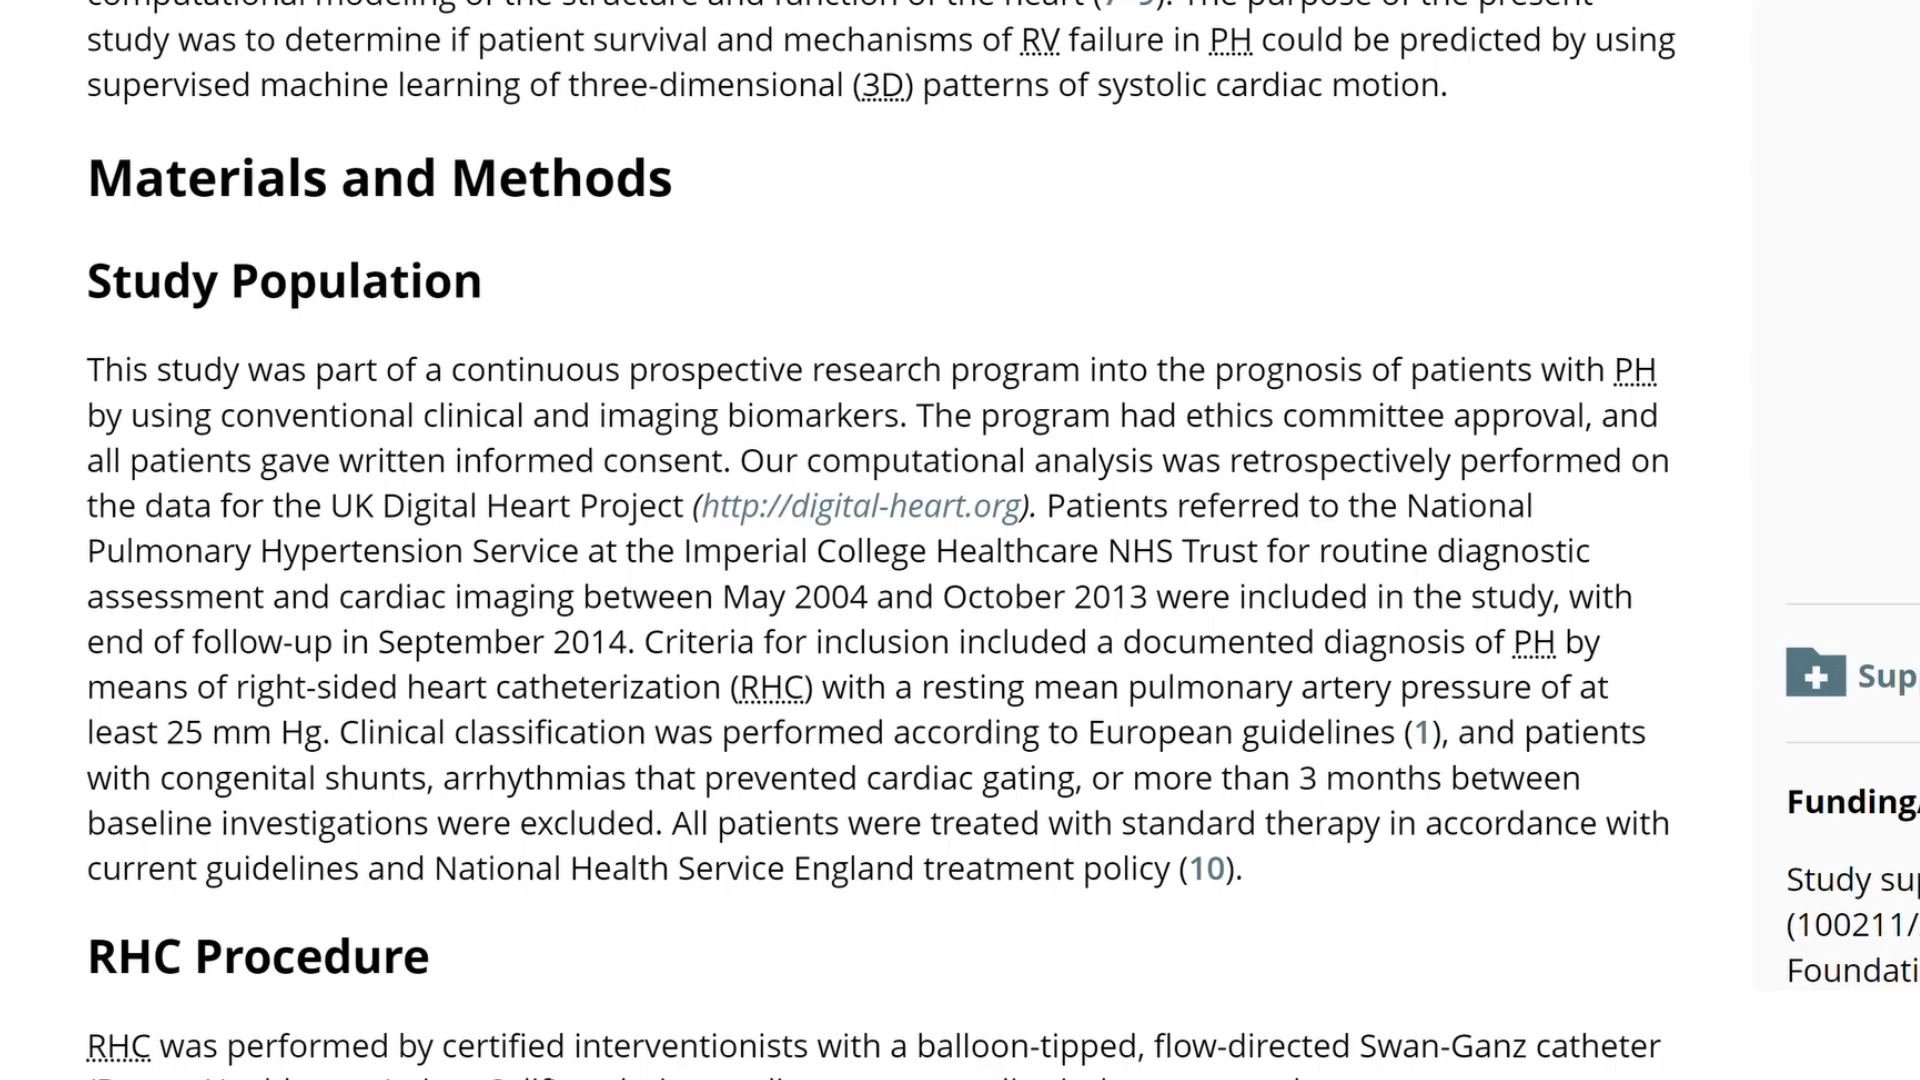 study was to determine if patient survival and mechanisms of RV failure in PH could be predicted by using
supervised machine learning of three-dimensional (3D) patterns of systolic cardiac motion.
Materials and Methods
Study Population
This study was part of a continuous prospective research program into the prognosis of patients with PH
by using conventional clinical and imaging biomarkers. The program had ethics committee approval, and
all patients gave written informed consent. Our computational analysis was retrospectively performed on
the data for the UK Digital Heart Project (http://digital-heart.org). Patients referred to the National
Pulmonary Hypertension Service at the Imperial College Healthcare NHS Trust for routine diagnostic
assessment and cardiac imaging between May 2004 and October 2013 were included in the study, with
end of follow-up in September 2014. Criteria for inclusion included a documented diagnosis of PH by
means of right-sided heart catheterization (RHC) with a resting mean pulmonary artery pressure of at
least 25 mm Hg. Clinical classification was performed according to European guidelines (1), and patients
with congenital shunts, arrhythmias that prevented cardiac gating, or more than 3 months between
baseline investigations were excluded. All patients were treated with standard therapy in accordance with
current guidelines and National Health Service England treatment policy (10).
RHC Procedure
RHC was performed by certified interventionists with a balloon-tipped, flow-directed Swan-Ganz catheter
Sup
Funding
Study su
(100211/
Foundati